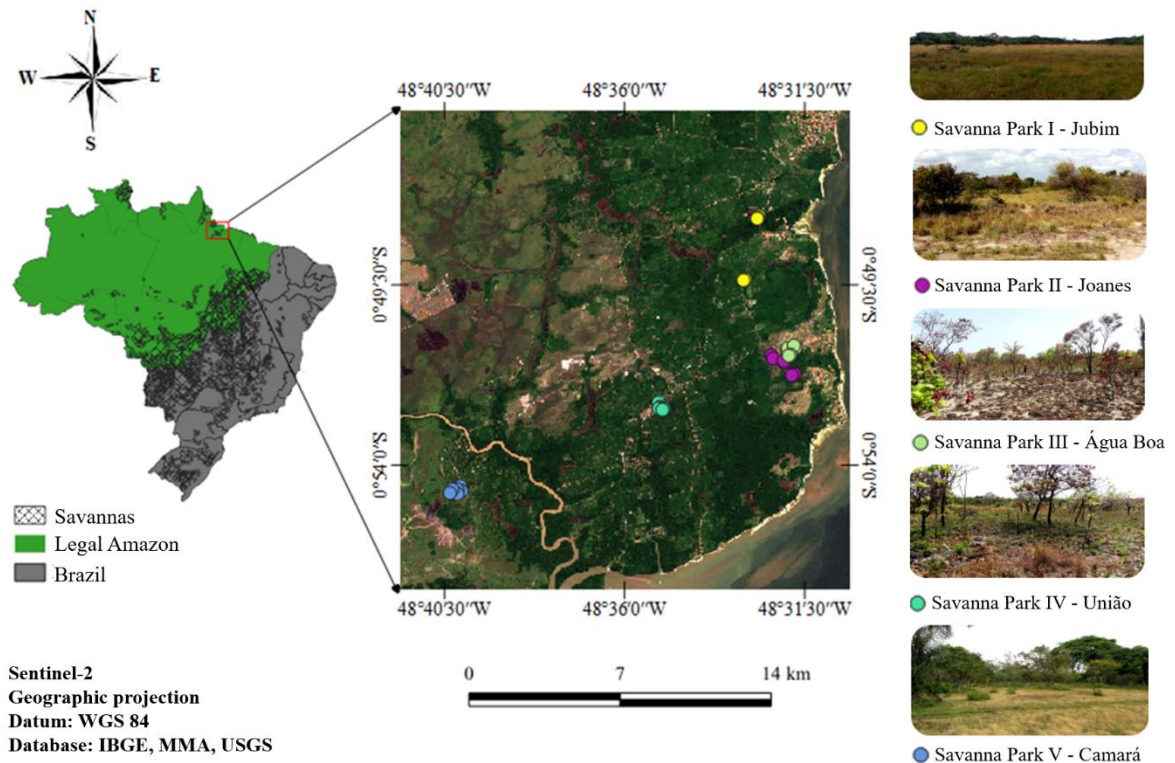 N
W E
S
48°40'30"W 48°36'0"W 48°31'30"W
0°49'30"S 0°49'30"S
0°54'0"S 0°54'0"S
48°40'30"W 48°36'0"W 48°31'30"W
Savannas
Legal Amazon
Brazil
Sentinel-2
Geographic projection
Datum: WGS 84
Database: IBGE, MMA, USGS
0 7 14 km
Savanna Park I - Jubim
Savanna Park II - Joanes
Savanna Park III - Água Boa
Savanna Park IV - União
Savanna Park V - Camará